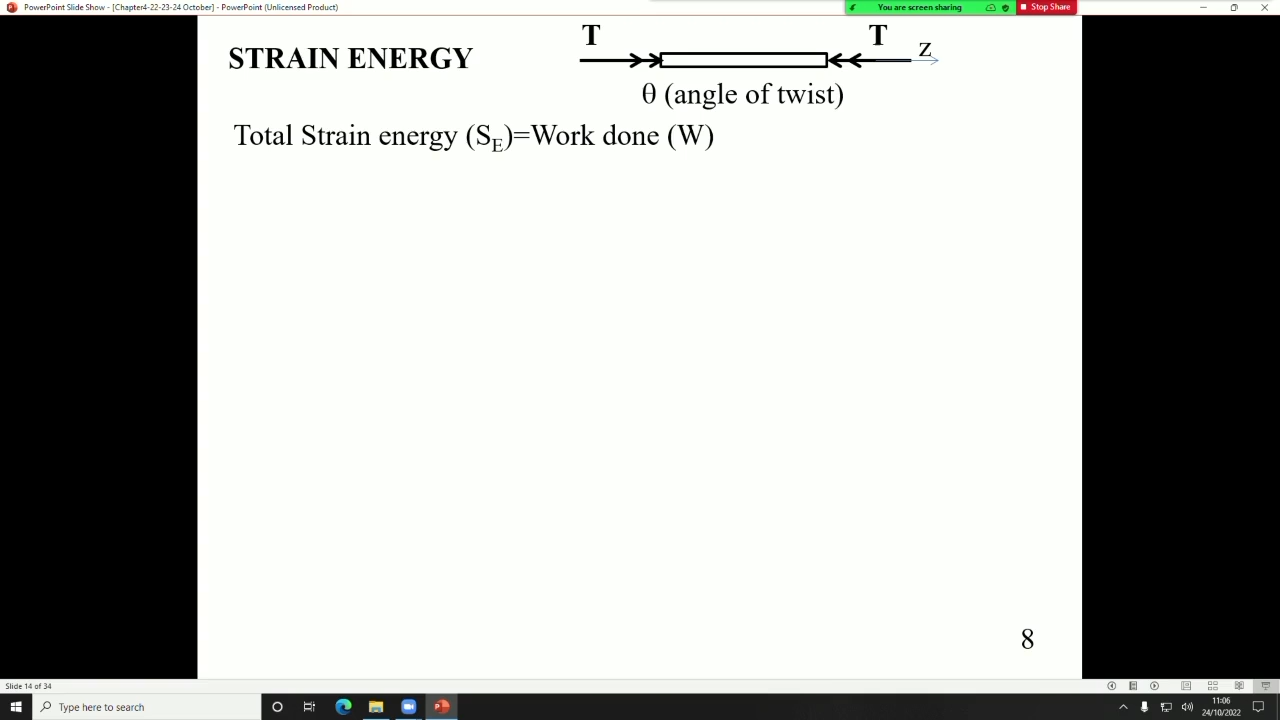 PowerPoint Slide Show - [Chapter4-22-23-24 October] - PowerPoint (Unlicensed Product)
You are screen sharing
Stop Share
T
T
z
STRAIN ENERGY
θ (angle of twist)
Total Strain energy (SE)=Work done (W)
8
Slide 14 of 34
Type here to search
11:06
24/10/2022